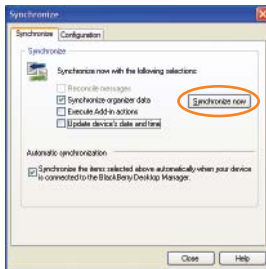 Synchronize
Synchronize Configuration
Synchronize
Synchronize now with the following selections:
Reconcile messages
Synchronize organizer data
Synchronize now
Execute Add-in actions
Update device's date and time
Automatic synchronization
Synchronize the items selected above automatically when your device
is connected to the BlackBerry Desktop Manager.
Close Help